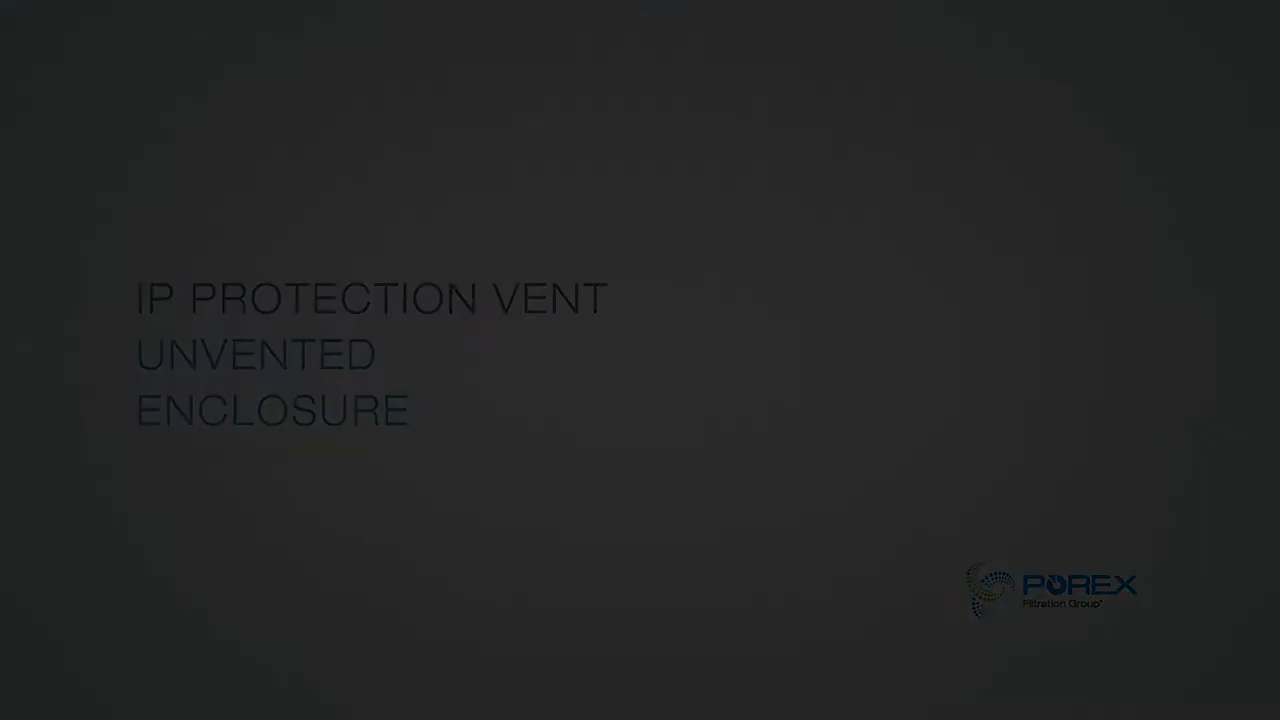 IP PROTECTION VENT
UNVENTED
ENCLOSURE
POREX
Filtration Group®